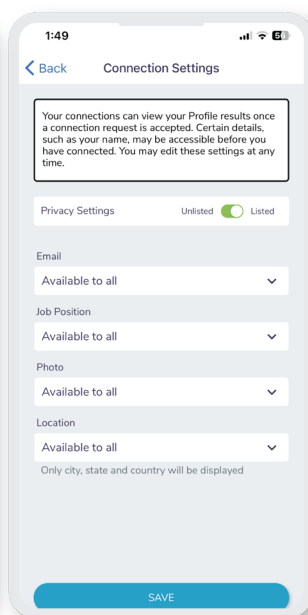 1:49
56
Back Connection Settings
Your connections can view your Profile results once
a connection request is accepted. Certain details,
such as your name, may be accessible before you
have connected. You may edit these settings at any
time.
Privacy Settings Unlisted Listed
Email
Available to all
Job Position
Available to all
Photo
Available to all
Location
Available to all
Only city, state and country will be displayed
SAVE